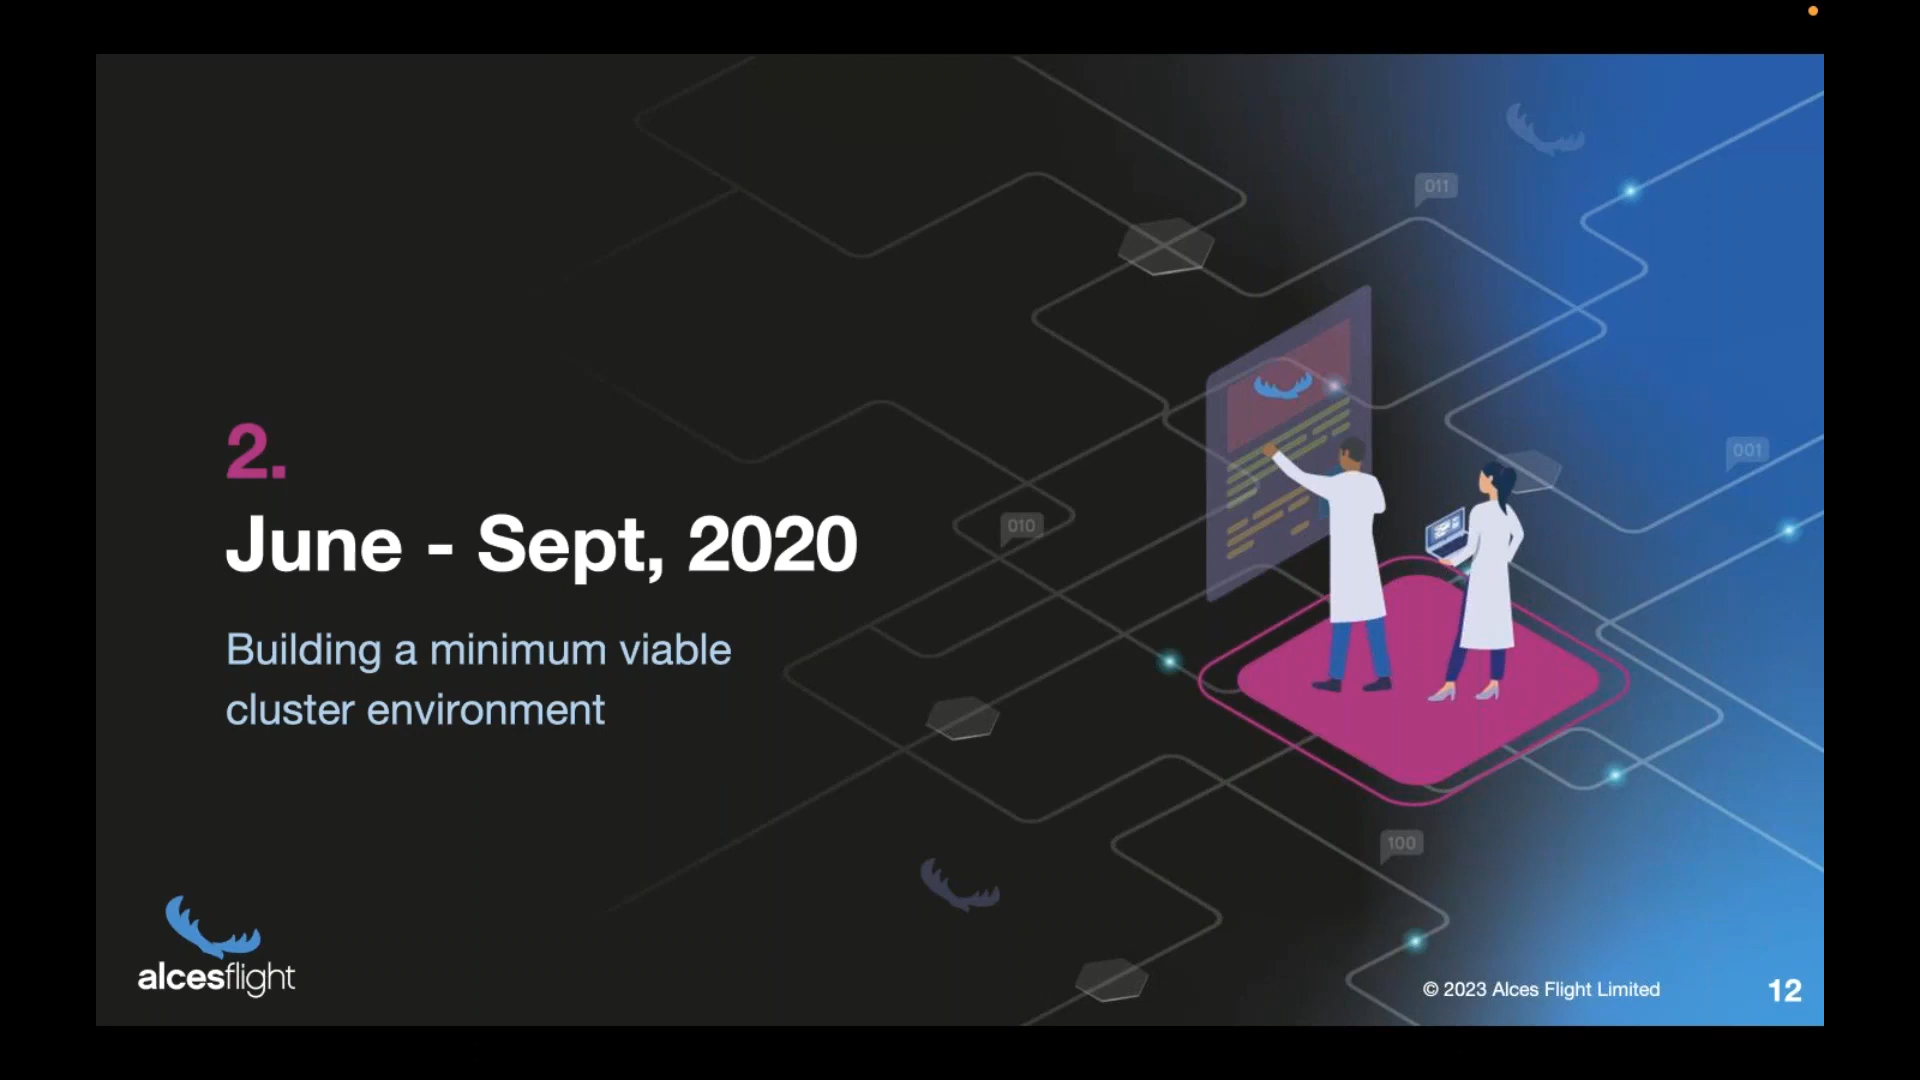 011
001
2.
010
June - Sept, 2020
Building a minimum viable
cluster environment
100
alcesflight
© 2023 Alces Flight Limited
12